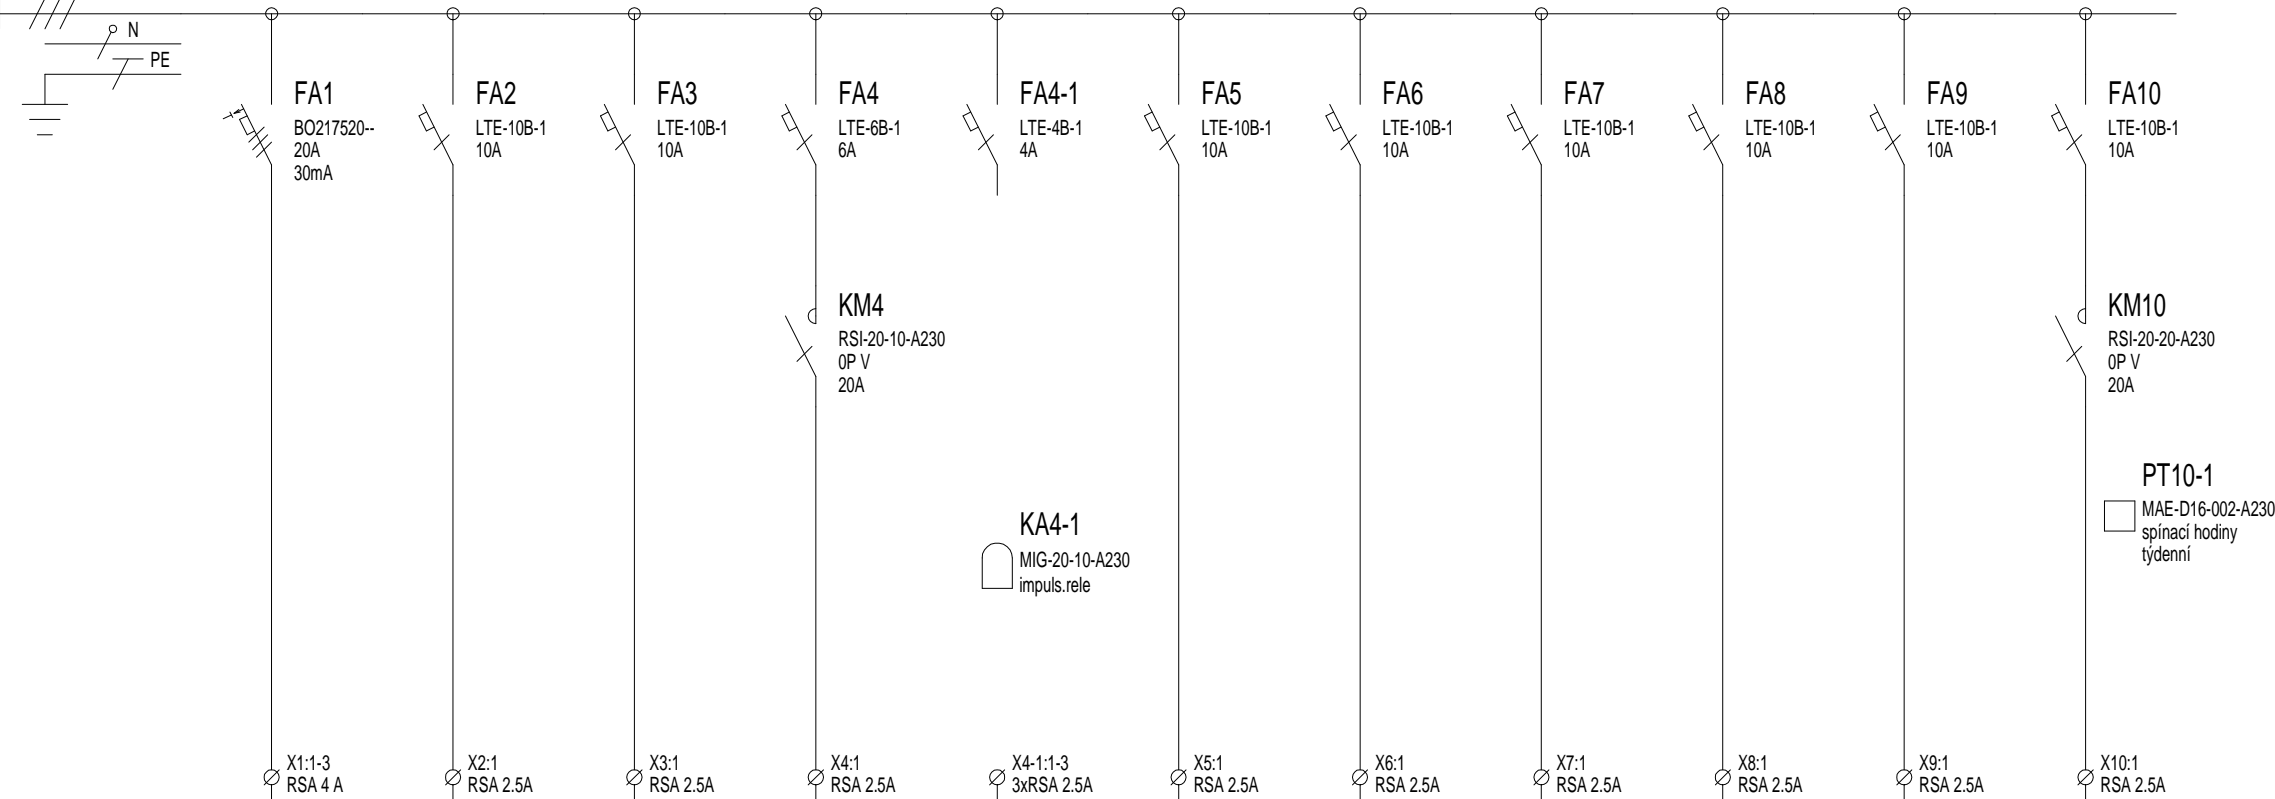 N
PE
FA1
BO217520--
20A
30mA
FA2
LTE-10B-1
10A
FA3
LTE-10B-1
10A
FA4
LTE-6B-1
6A
FA4-1
LTE-4B-1
4A
FA5
LTE-10B-1
10A
FA6
LTE-10B-1
10A
FA7
LTE-10B-1
10A
FA8
LTE-10B-1
10A
FA9
LTE-10B-1
10A
FA10
LTE-10B-1
10A
KM4
RSI-20-10-A230
0P V
20A
KM10
RSI-20-20-A230
0P V
20A
KA4-1
MIG-20-10-A230
impuls.rele
PT10-1
MAE-D16-002-A230
spínací hodiny
týdenní
X1:1-3
RSA 4 A
X2:1
RSA 2.5A
X3:1
RSA 2.5A
X4:1
RSA 2.5A
X4-1:1-3
3xRSA 2.5A
X5:1
RSA 2.5A
X6:1
RSA 2.5A
X7:1
RSA 2.5A
X8:1
RSA 2.5A
X9:1
RSA 2.5A
X10:1
RSA 2.5A